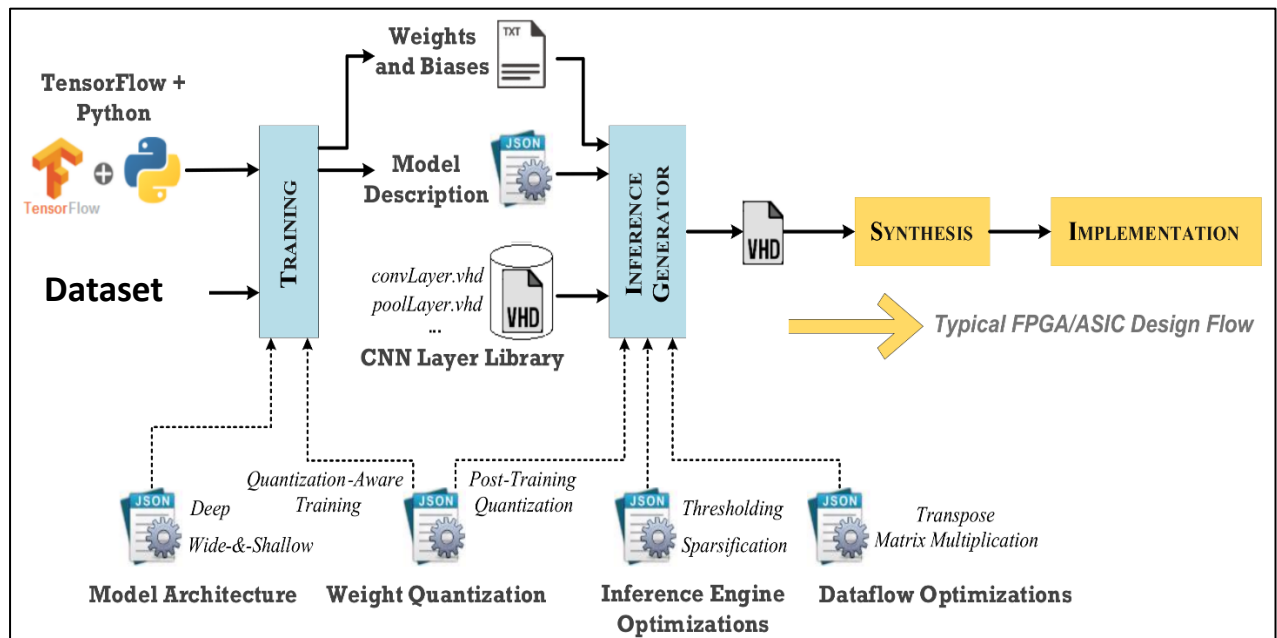 Weights
and Biases
TXT
TensorFlow +
Python
TensorFlow
TRAINING
Model
Description
JSON
INFERENCE
GENERATOR
VHD
SYNTHESIS
IMPLEMENTATION
Dataset
convLayer.vhd
poolLayer.vhd
...
VHD
CNN Layer Library
Typical FPGA/ASIC Design Flow
JSON
Deep
Wide-&-Shallow
Model Architecture
Quantization-Aware
Training
JSON
Post-Training
Quantization
Weight Quantization
JSON
Thresholding
Sparsification
Inference Engine
Optimizations
JSON
Transpose
Matrix Multiplication
Dataflow Optimizations